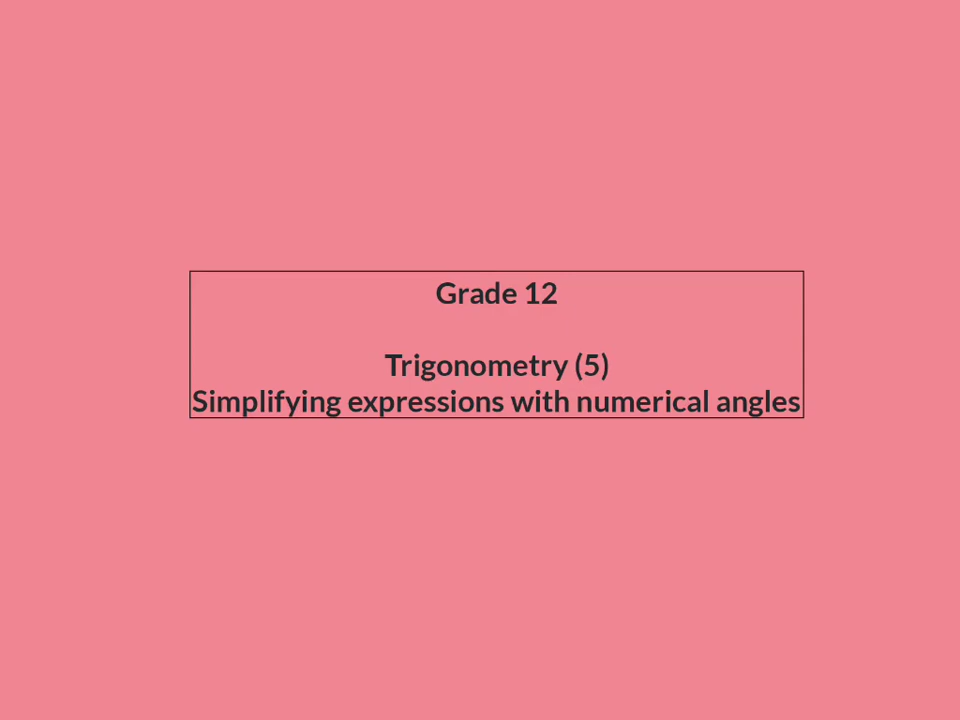 Grade 12
Trigonometry (5)
Simplifying expressions with numerical angles